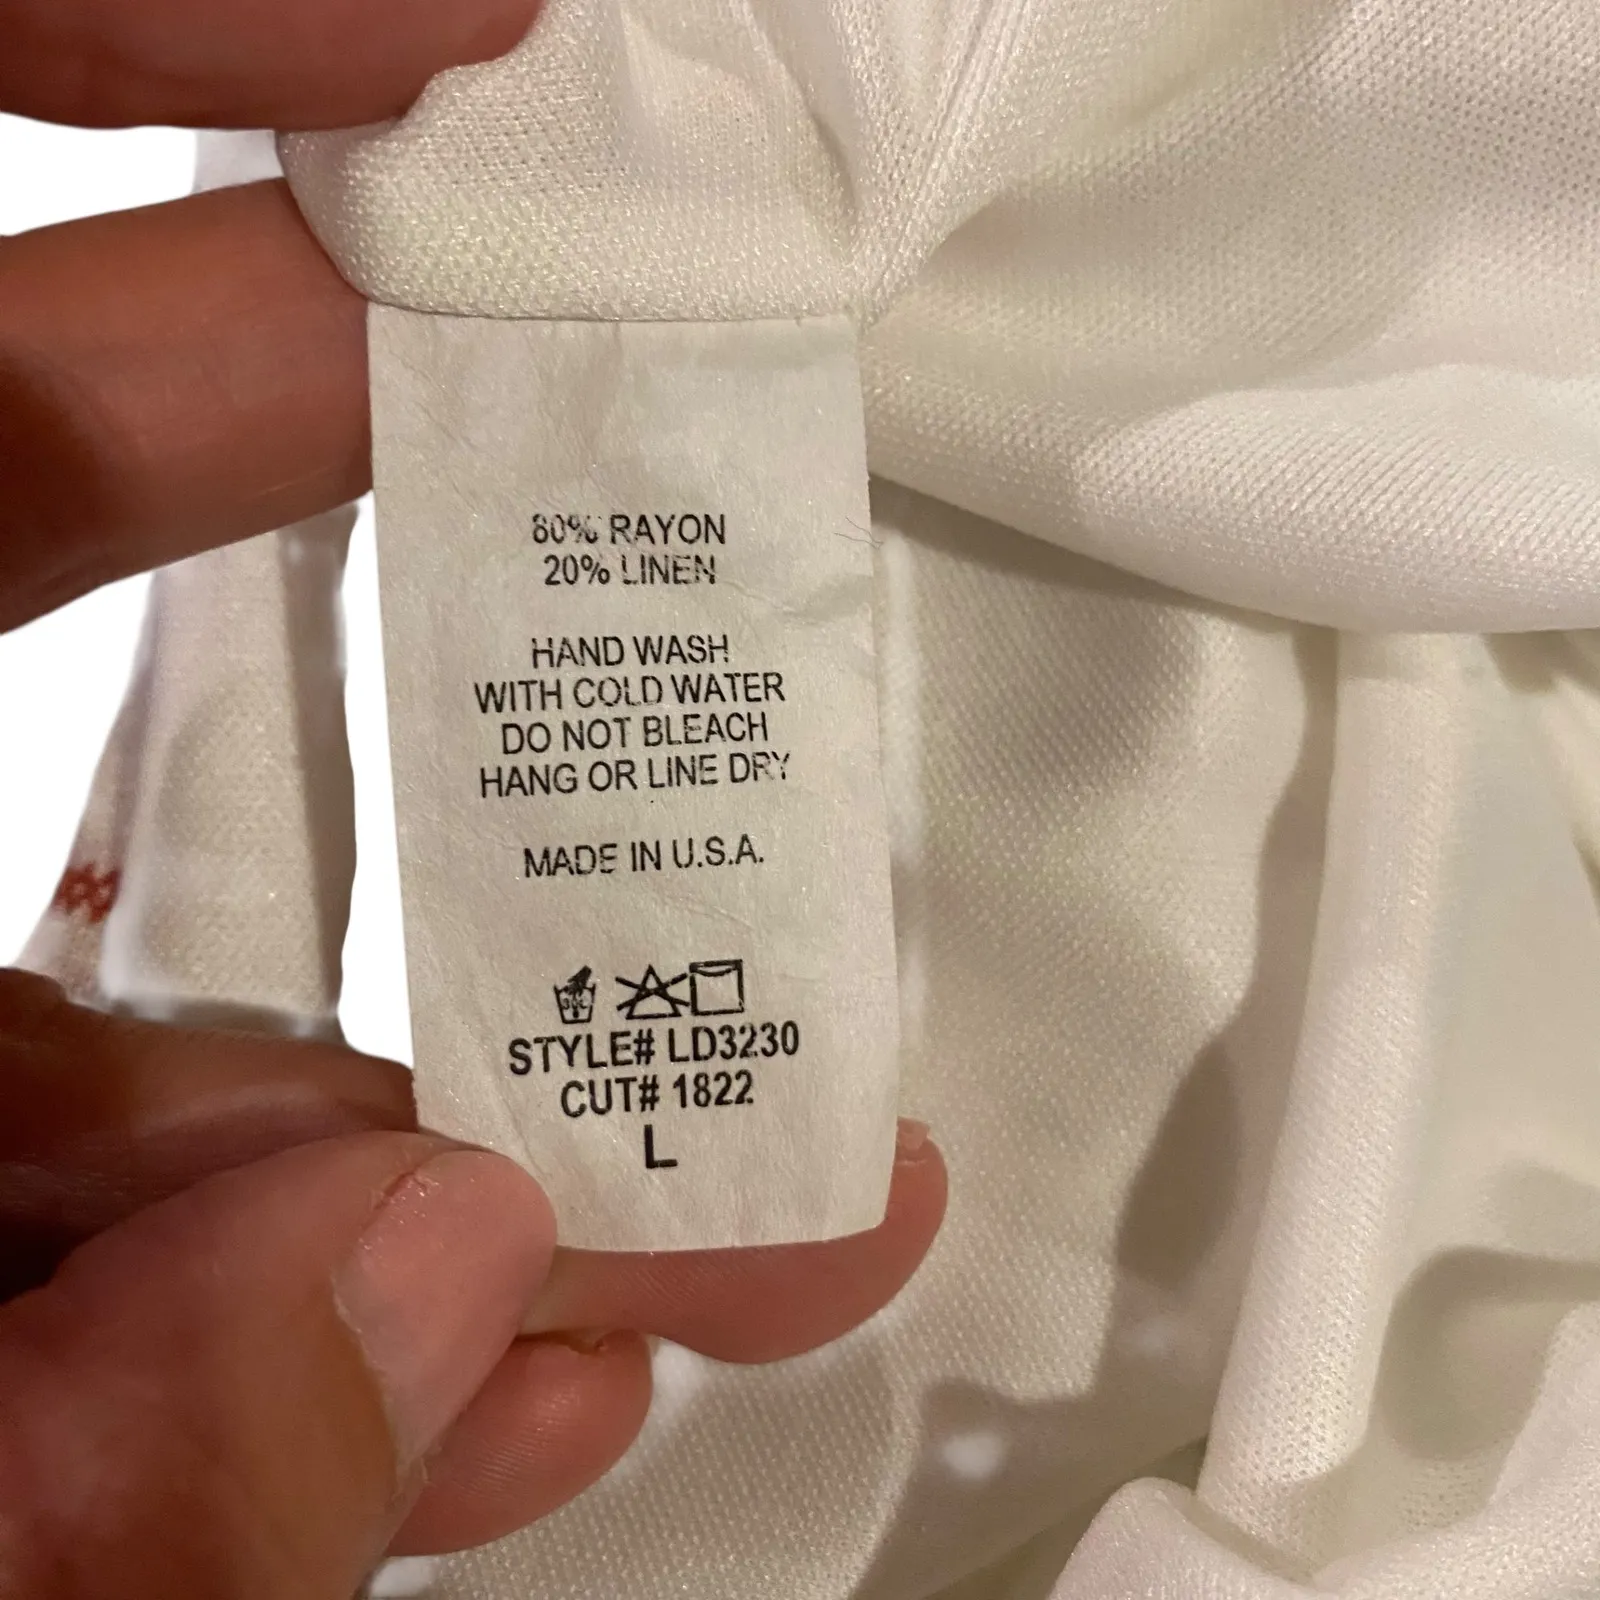 80% RAYON
20% LINEN
HAND WASH
WITH COLD WATER
DO NOT BLEACH
HANG OR LINE DRY
MADE IN U.S.A.
STYLE# LD3230
CUT# 1822
L